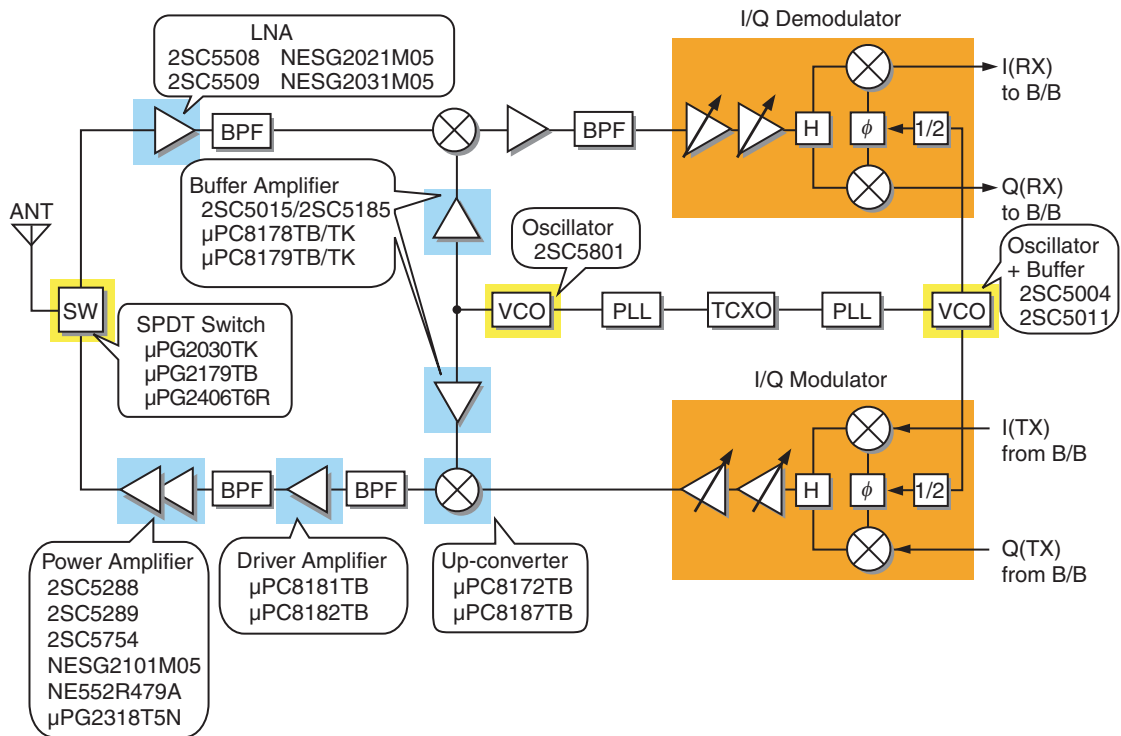 I/Q Demodulator
LNA
2SC5508 NESG2021M05
2SC5509 NESG2031M05
I(RX)
to B/B
BPF
BPF
H
ϕ
1/2
Q(RX)
to B/B
Buffer Amplifier
2SC5015/2SC5185
µPC8178TB/TK
µPC8179TB/TK
ANT
Oscillator
2SC5801
Oscillator
+ Buffer
2SC5004
2SC5011
SW
VCO
PLL
TCXO
PLL
VCO
SPDT Switch
µPG2030TK
µPG2179TB
µPG2406T6R
I/Q Modulator
I(TX)
from B/B
BPF
BPF
H
ϕ
1/2
Q(TX)
from B/B
Power Amplifier
2SC5288
2SC5289
2SC5754
NESG2101M05
NE552R479A
µPG2318T5N
Driver Amplifier
µPC8181TB
µPC8182TB
Up-converter
µPC8172TB
µPC8187TB